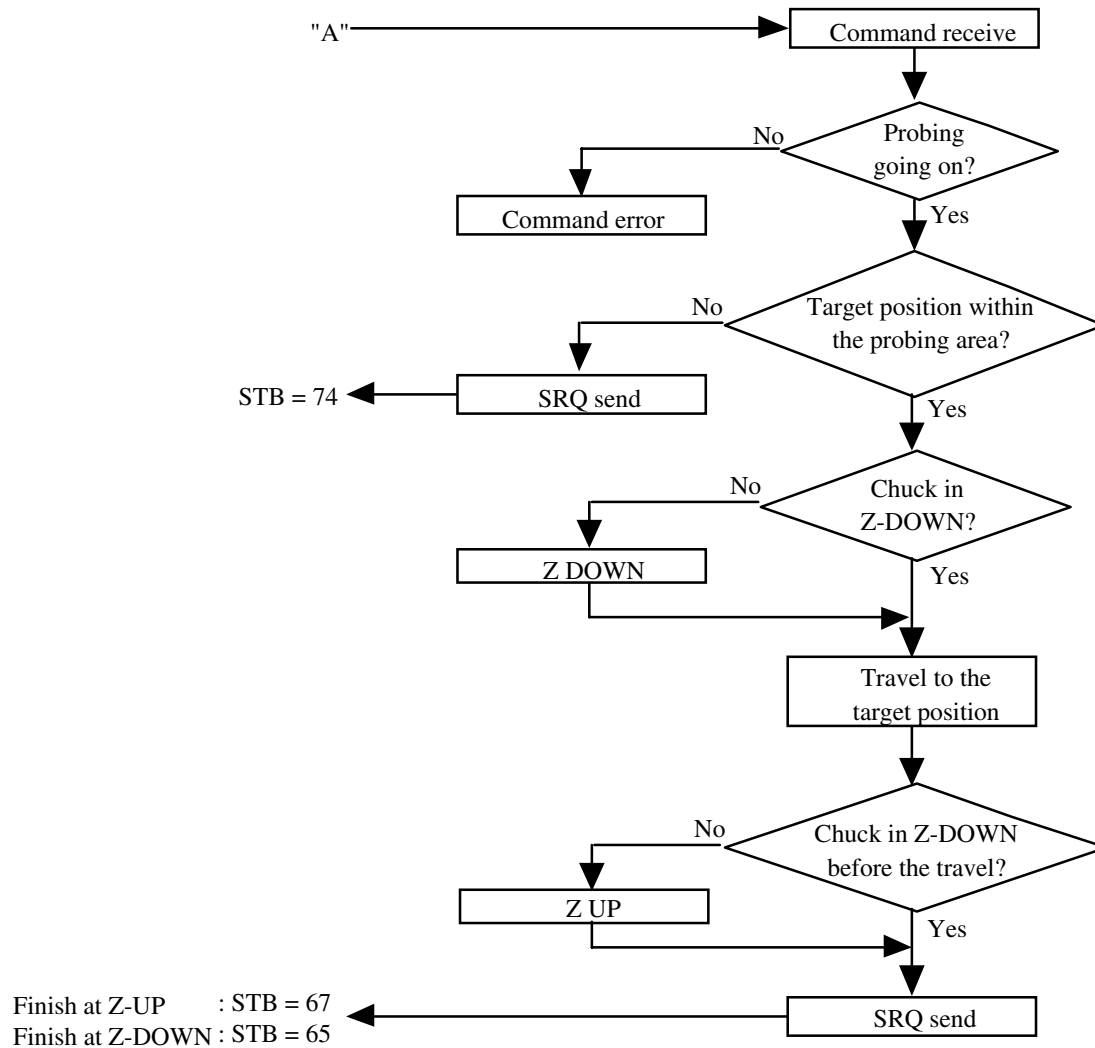 "A"
Command receive
Probing
going on?
No
Yes
Command error
Target position within
the probing area?
No
Yes
SRQ send
STB = 74
Chuck in
Z-DOWN?
No
Yes
Z DOWN
Travel to the
target position
Chuck in Z-DOWN
before the travel?
No
Yes
Z UP
SRQ send
Finish at Z-UP : STB = 67
Finish at Z-DOWN : STB = 65